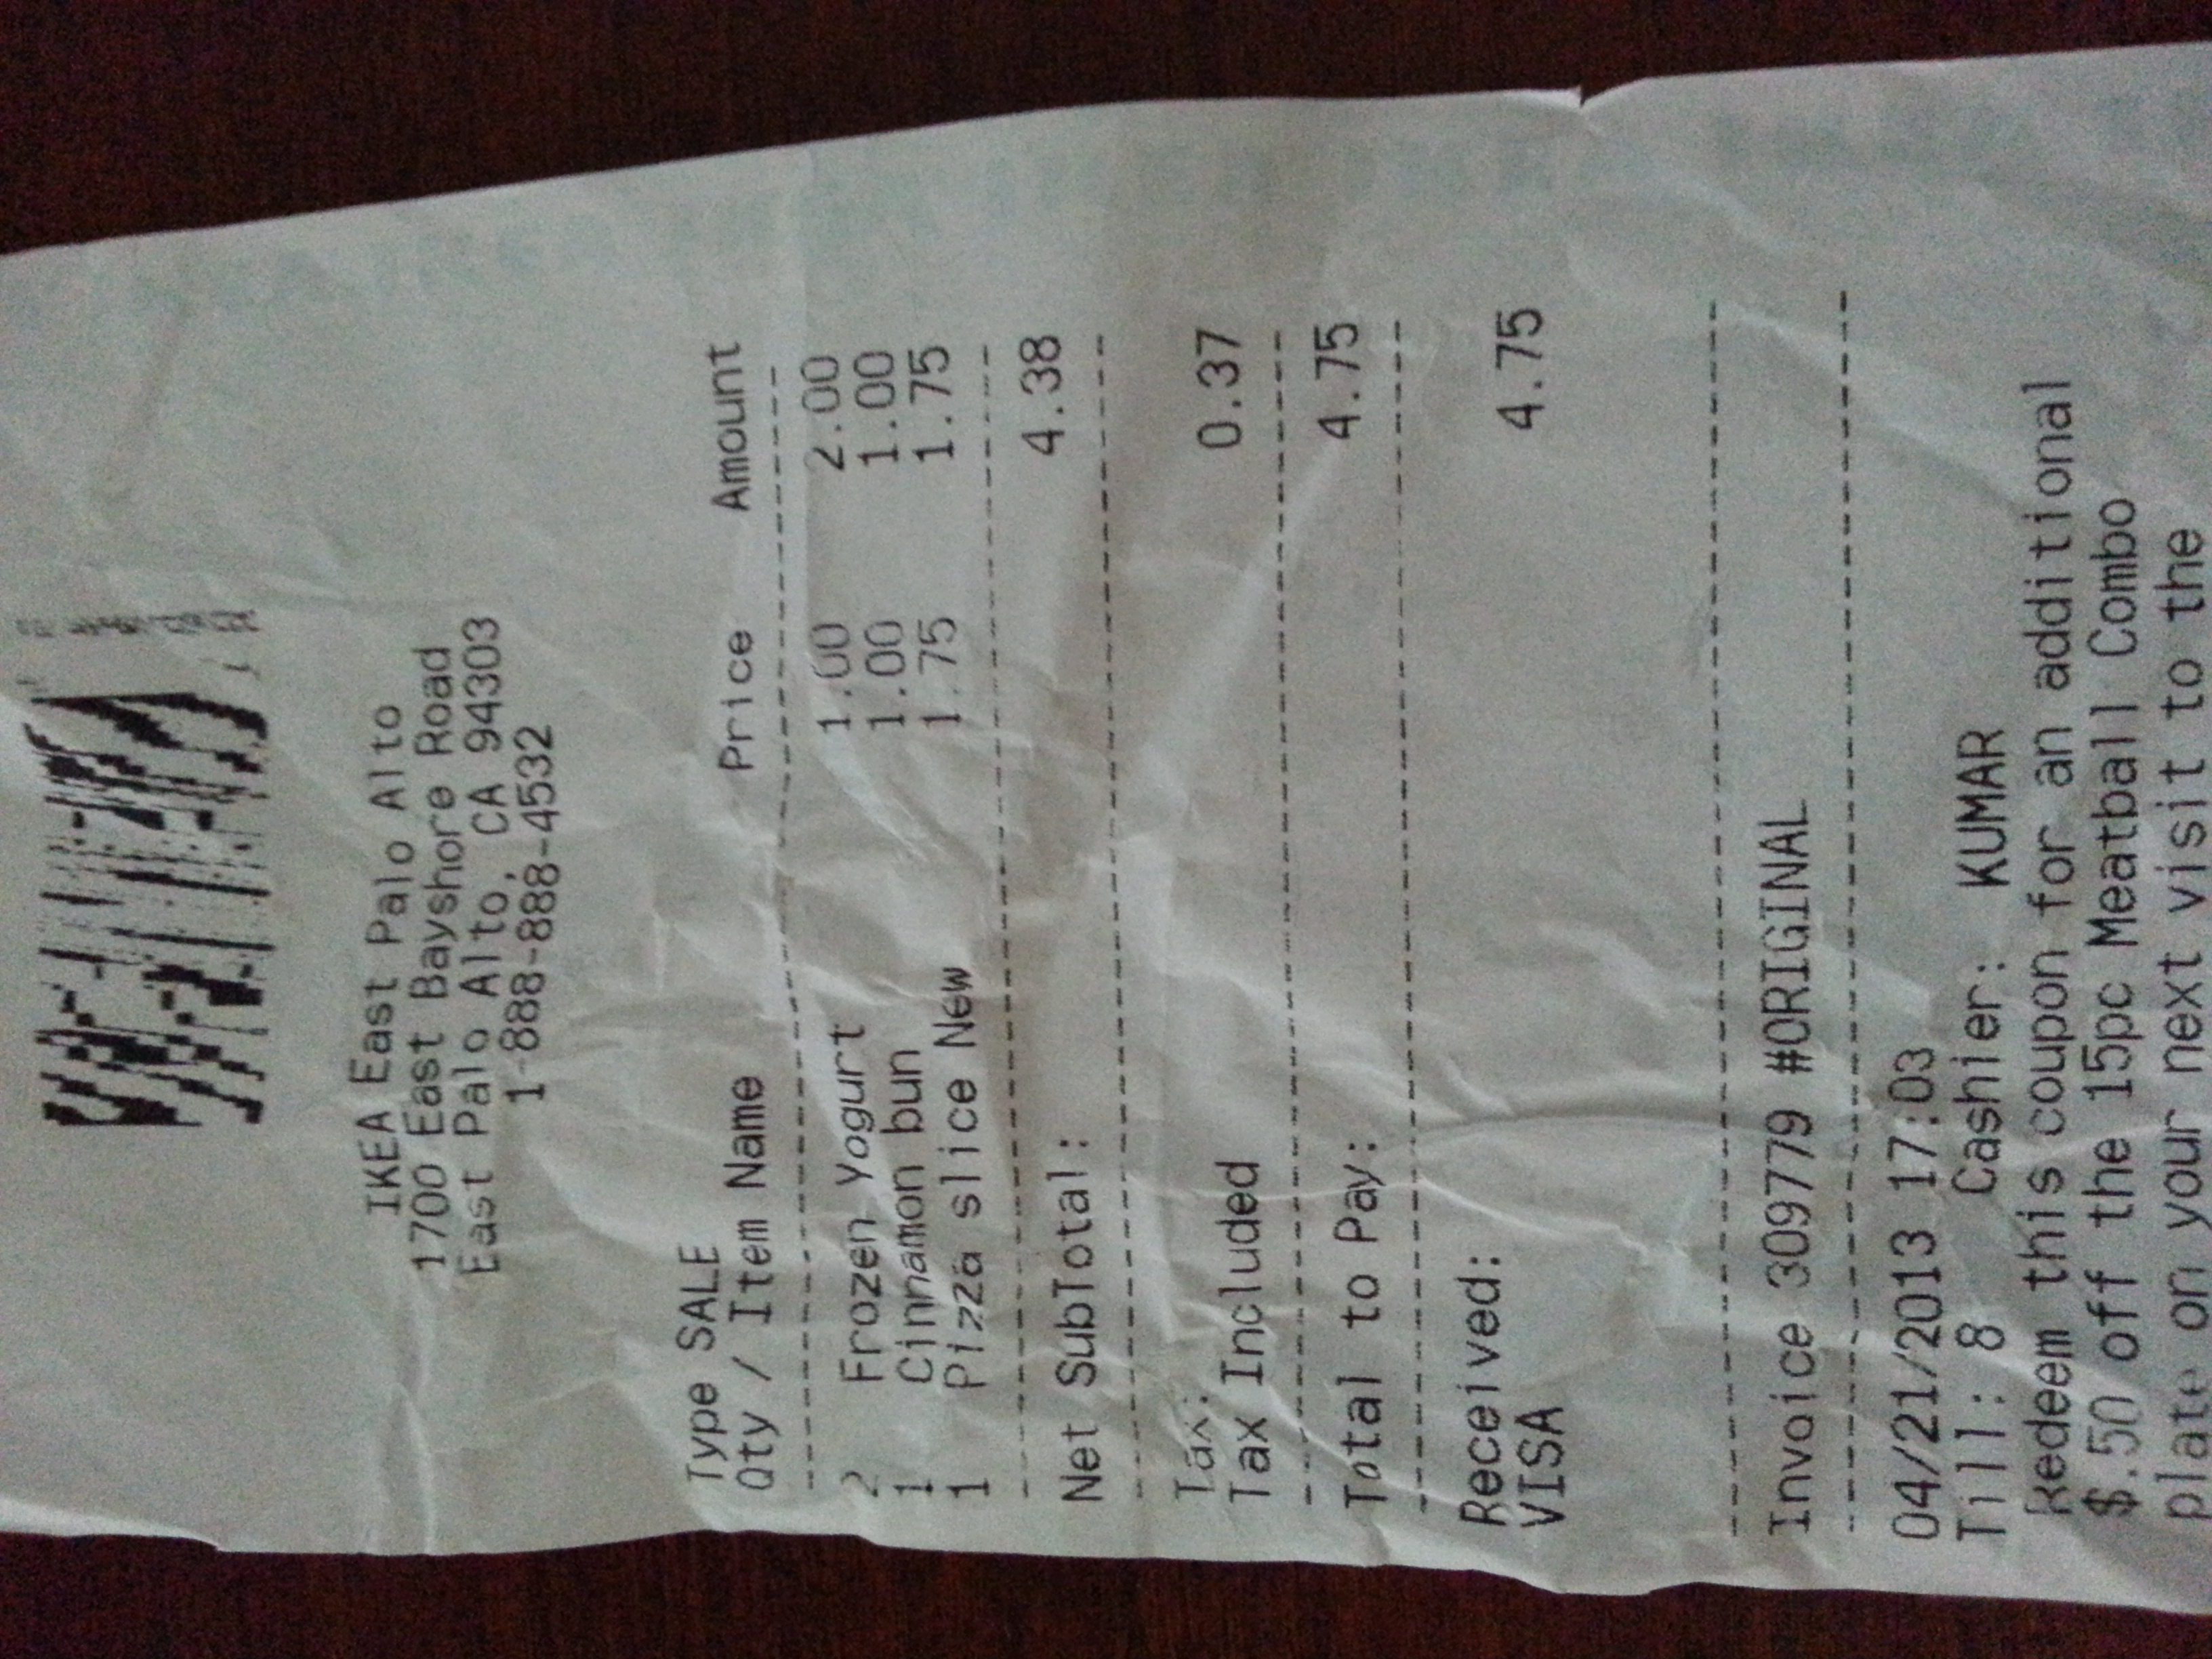 IKEA East Palo Alto
1700 East Bayshore Road
East Palo Alto, CA 94303
1-888-888-4532
Type SALE
Qty / Item Name Price Amount
2 Frozen Yogurt 1.00 2.00
1 Cinnamon bun 1.00 1.00
1 Pizza slice New 1.75 1.75
Net SubTotal: 4.38
Tax:
Tax Included 0.37
Total to Pay: 4.75
Received:
VISA 4.75
Invoice 309779 #ORIGINAL
04/21/2013 17:03
Till: 8 Cashier: KUMAR
Redeem this coupon for an additional
$.50 off the 15pc Meatball Combo
plate on your next visit to the